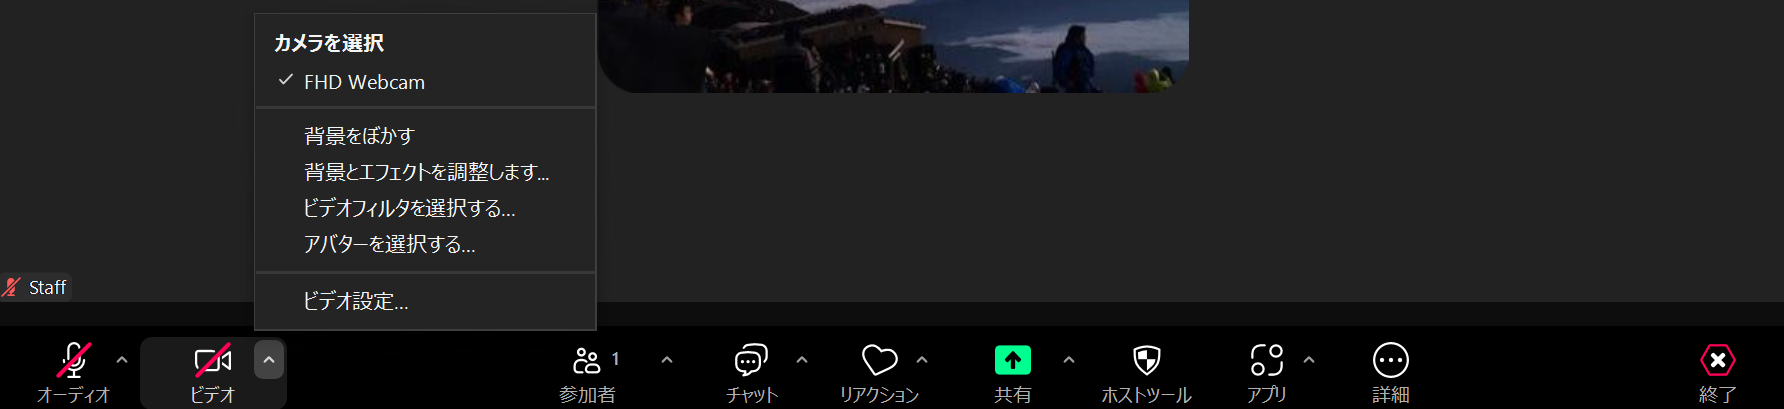 カメラを選択
FHD Webcam
背景をぼかす
背景とエフェクトを調整します...
ビデオフィルタを選択する...
アバターを選択する...
ビデオ設定...
Staff
オーディオ
ビデオ
1
参加者
チャット
リアクション
共有
ホストツール
アプリ
詳細
終了